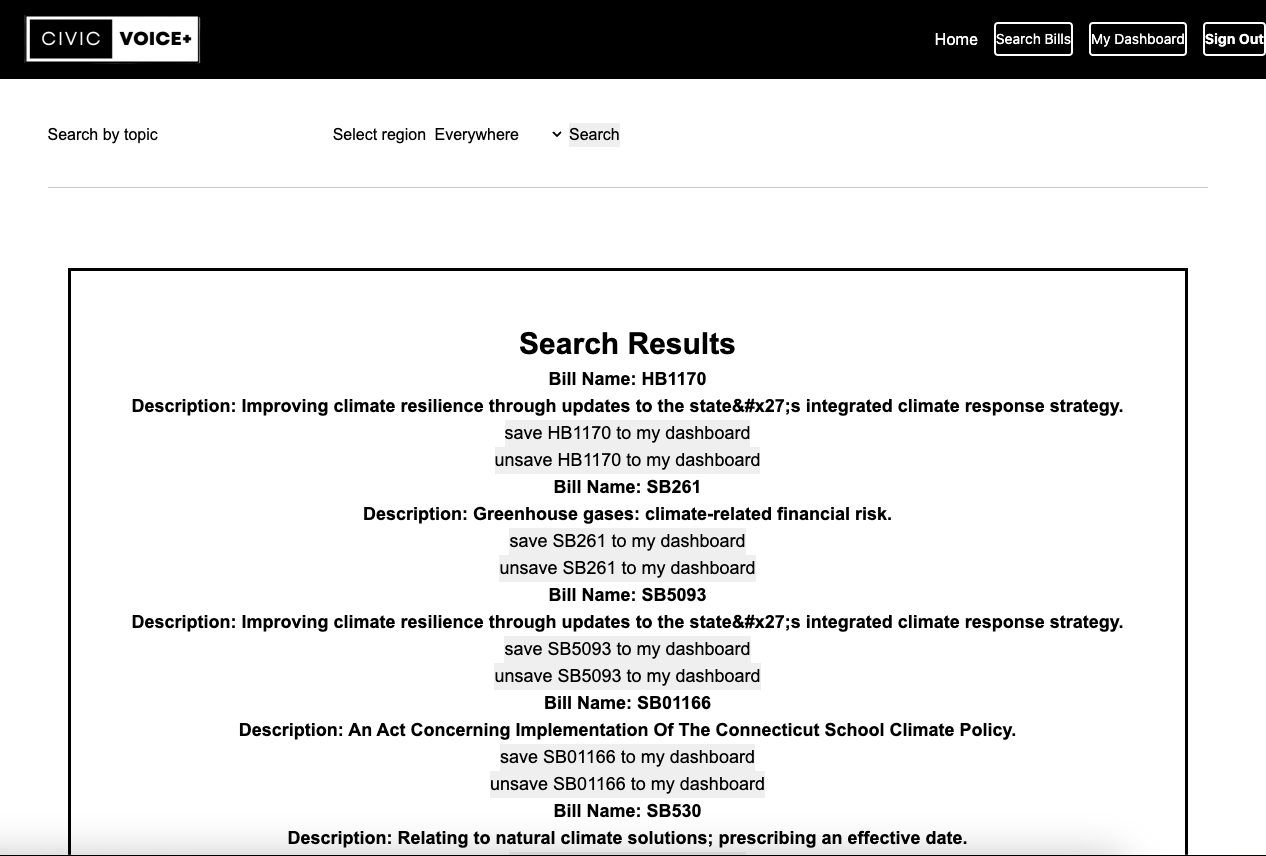 CIVIC VOICE+ Home Search Bills My Dashboard Sign Out
Search by topic Select region Everywhere Search
Search Results
Bill Name: HB1170
Description: Improving climate resilience through updates to the state&#x27;s integrated climate response strategy.
save HB1170 to my dashboard
unsave HB1170 to my dashboard
Bill Name: SB261
Description: Greenhouse gases: climate-related financial risk.
save SB261 to my dashboard
unsave SB261 to my dashboard
Bill Name: SB5093
Description: Improving climate resilience through updates to the state&#x27;s integrated climate response strategy.
save SB5093 to my dashboard
unsave SB5093 to my dashboard
Bill Name: SB01166
Description: An Act Concerning Implementation Of The Connecticut School Climate Policy.
save SB01166 to my dashboard
unsave SB01166 to my dashboard
Bill Name: SB530
Description: Relating to natural climate solutions; prescribing an effective date.